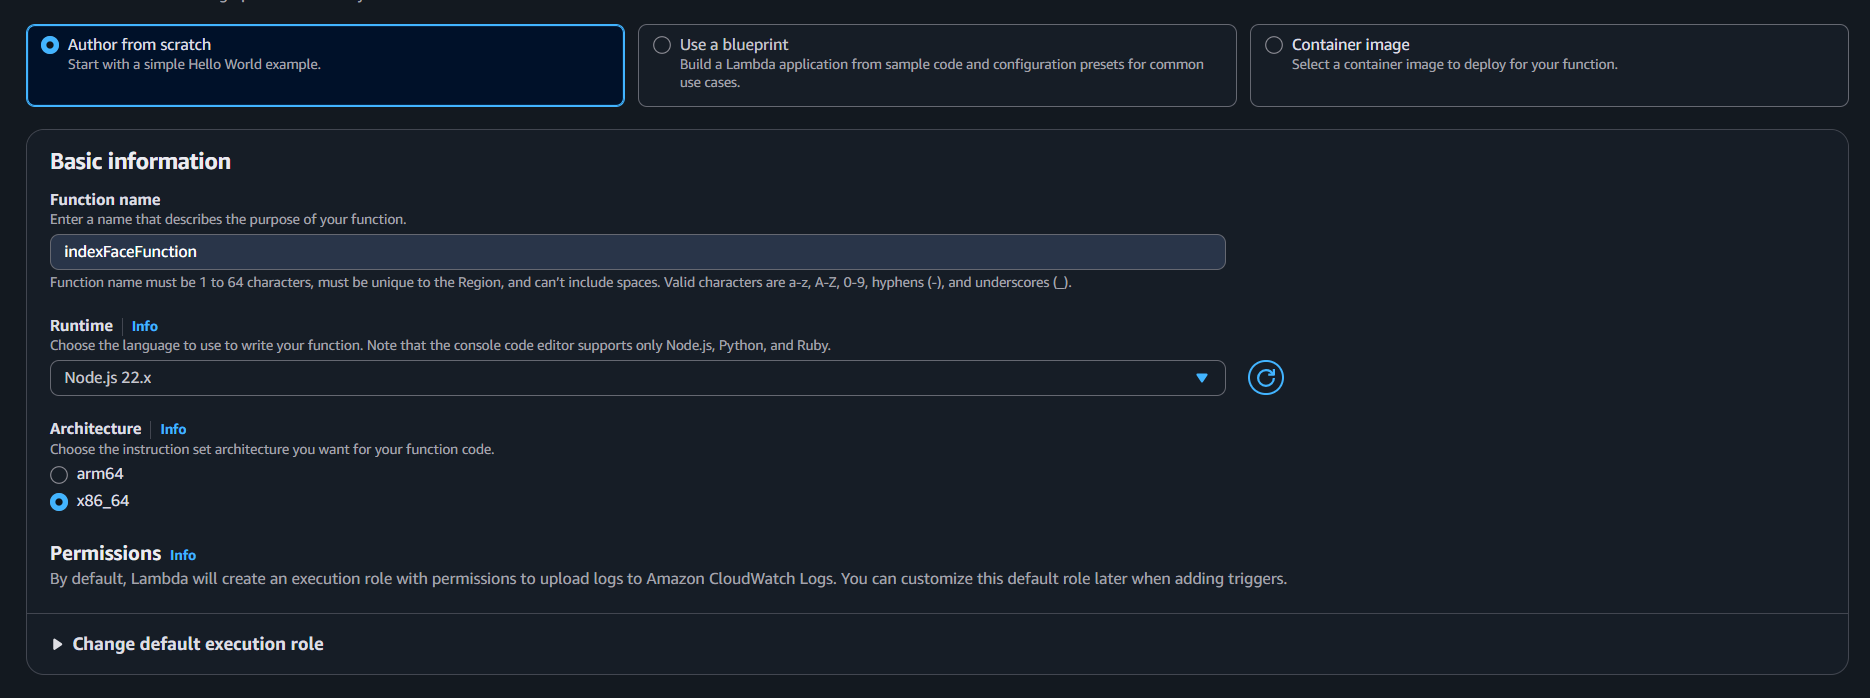 Author from scratch
Start with a simple Hello World example.
Use a blueprint
Build a Lambda application from sample code and configuration presets for common
use cases.
Container image
Select a container image to deploy for your function.
Basic information
Function name
Enter a name that describes the purpose of your function.
indexFaceFunction
Function name must be 1 to 64 characters, must be unique to the Region, and can't include spaces. Valid characters are a-z, A-Z, 0-9, hyphens (-), and underscores (_).
Runtime Info
Choose the language to use to write your function. Note that the console code editor supports only Node.js, Python, and Ruby.
Node.js 22.x
Architecture Info
Choose the instruction set architecture you want for your function code.
arm64
x86_64
Permissions Info
By default, Lambda will create an execution role with permissions to upload logs to Amazon CloudWatch Logs. You can customize this default role later when adding triggers.
Change default execution role